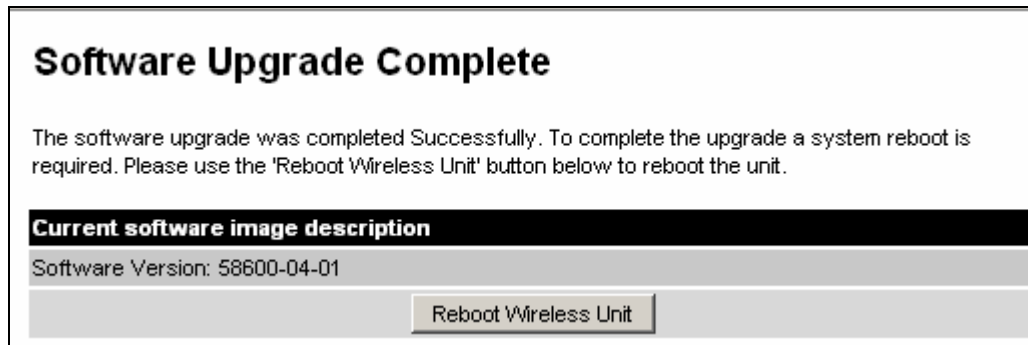 Software Upgrade Complete
The software upgrade was completed Successfully. To complete the upgrade a system reboot is
required. Please use the 'Reboot Wireless Unit' button below to reboot the unit.
Current software image description
Software Version: 58600-04-01
Reboot Wireless Unit